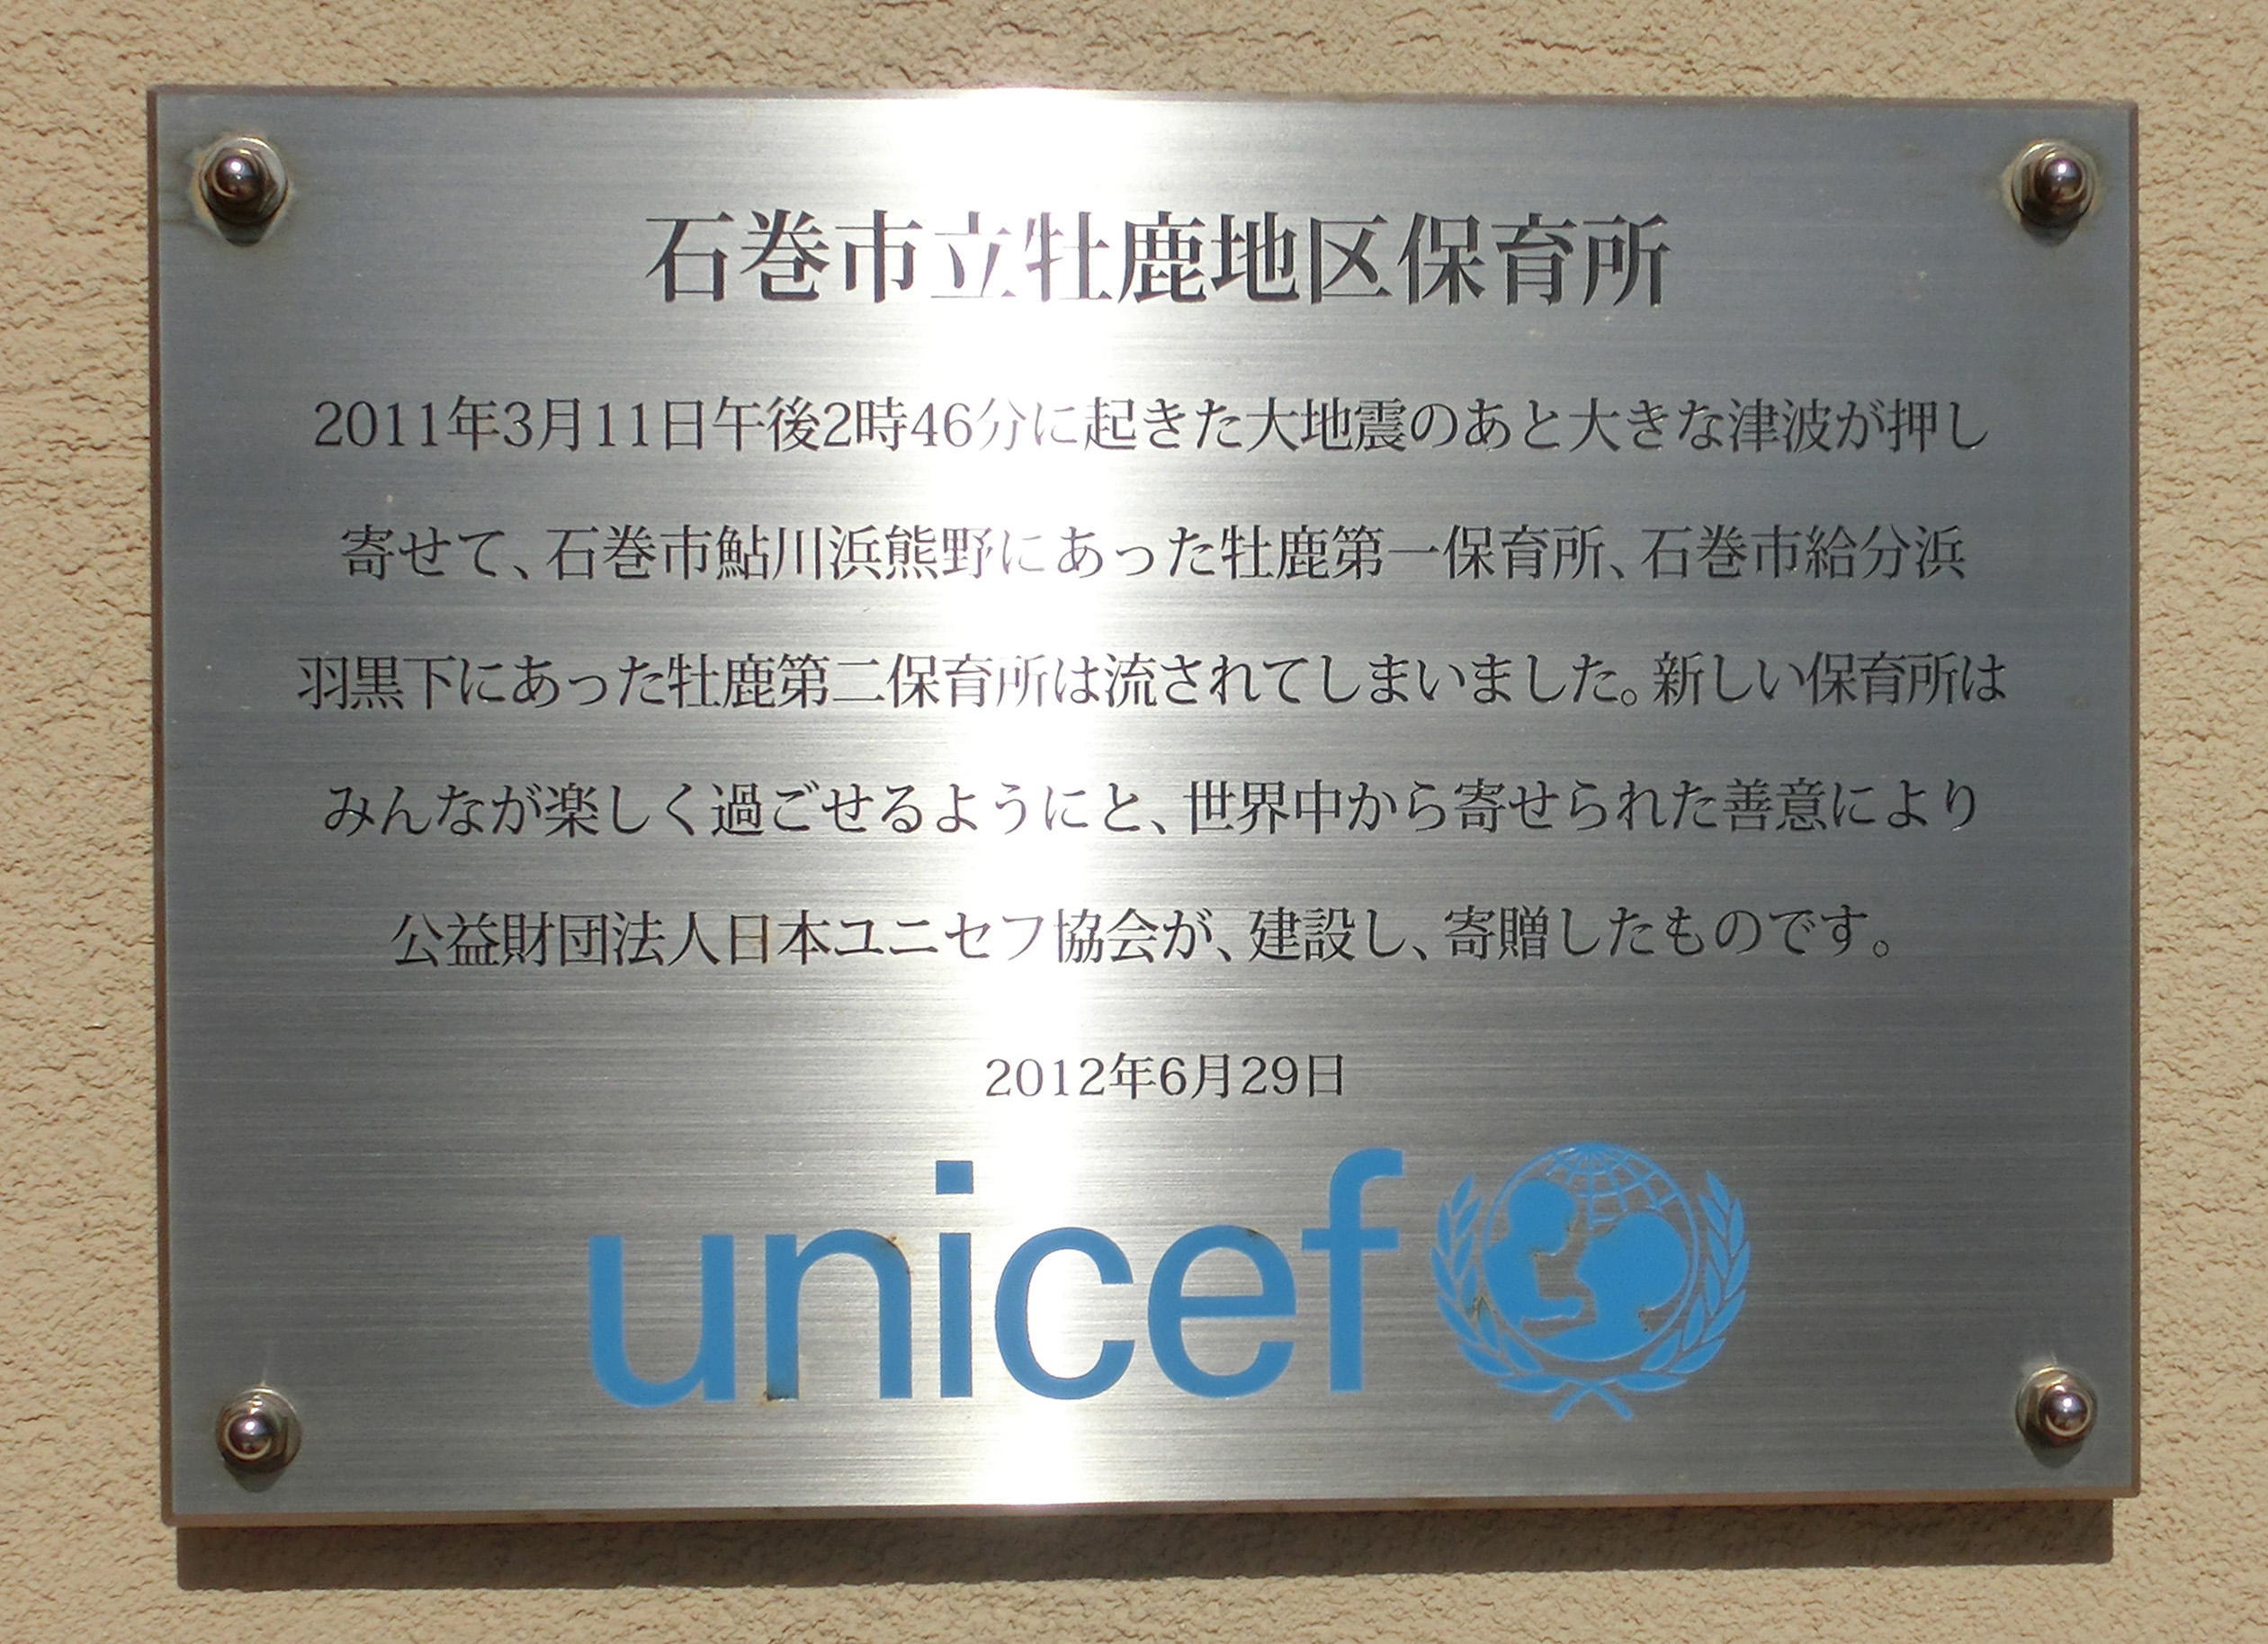 石巻市立牡鹿地区保育所
2011年3月11日午後2時46分に起きた大地震のあと大きな津波が押し
寄せて、石巻市鮎川浜熊野にあった牡鹿第一保育所、石巻市給分浜
羽黒下にあった牡鹿第二保育所は流されてしまいました。新しい保育所は
みんなが楽しく過ごせるようにと、世界中から寄せられた善意により
公益財団法人日本ユニセフ協会が、建設し、寄贈したものです。
2012年6月29日
unicef